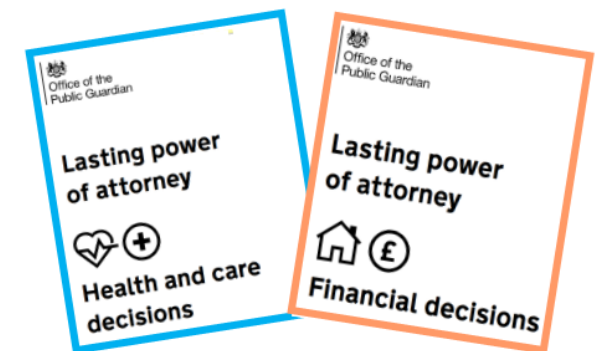 Office of the
Public Guardian
Lasting power
of attorney
Health and care
decisions
Office of the
Public Guardian
Lasting power
of attorney
£
Financial decisions